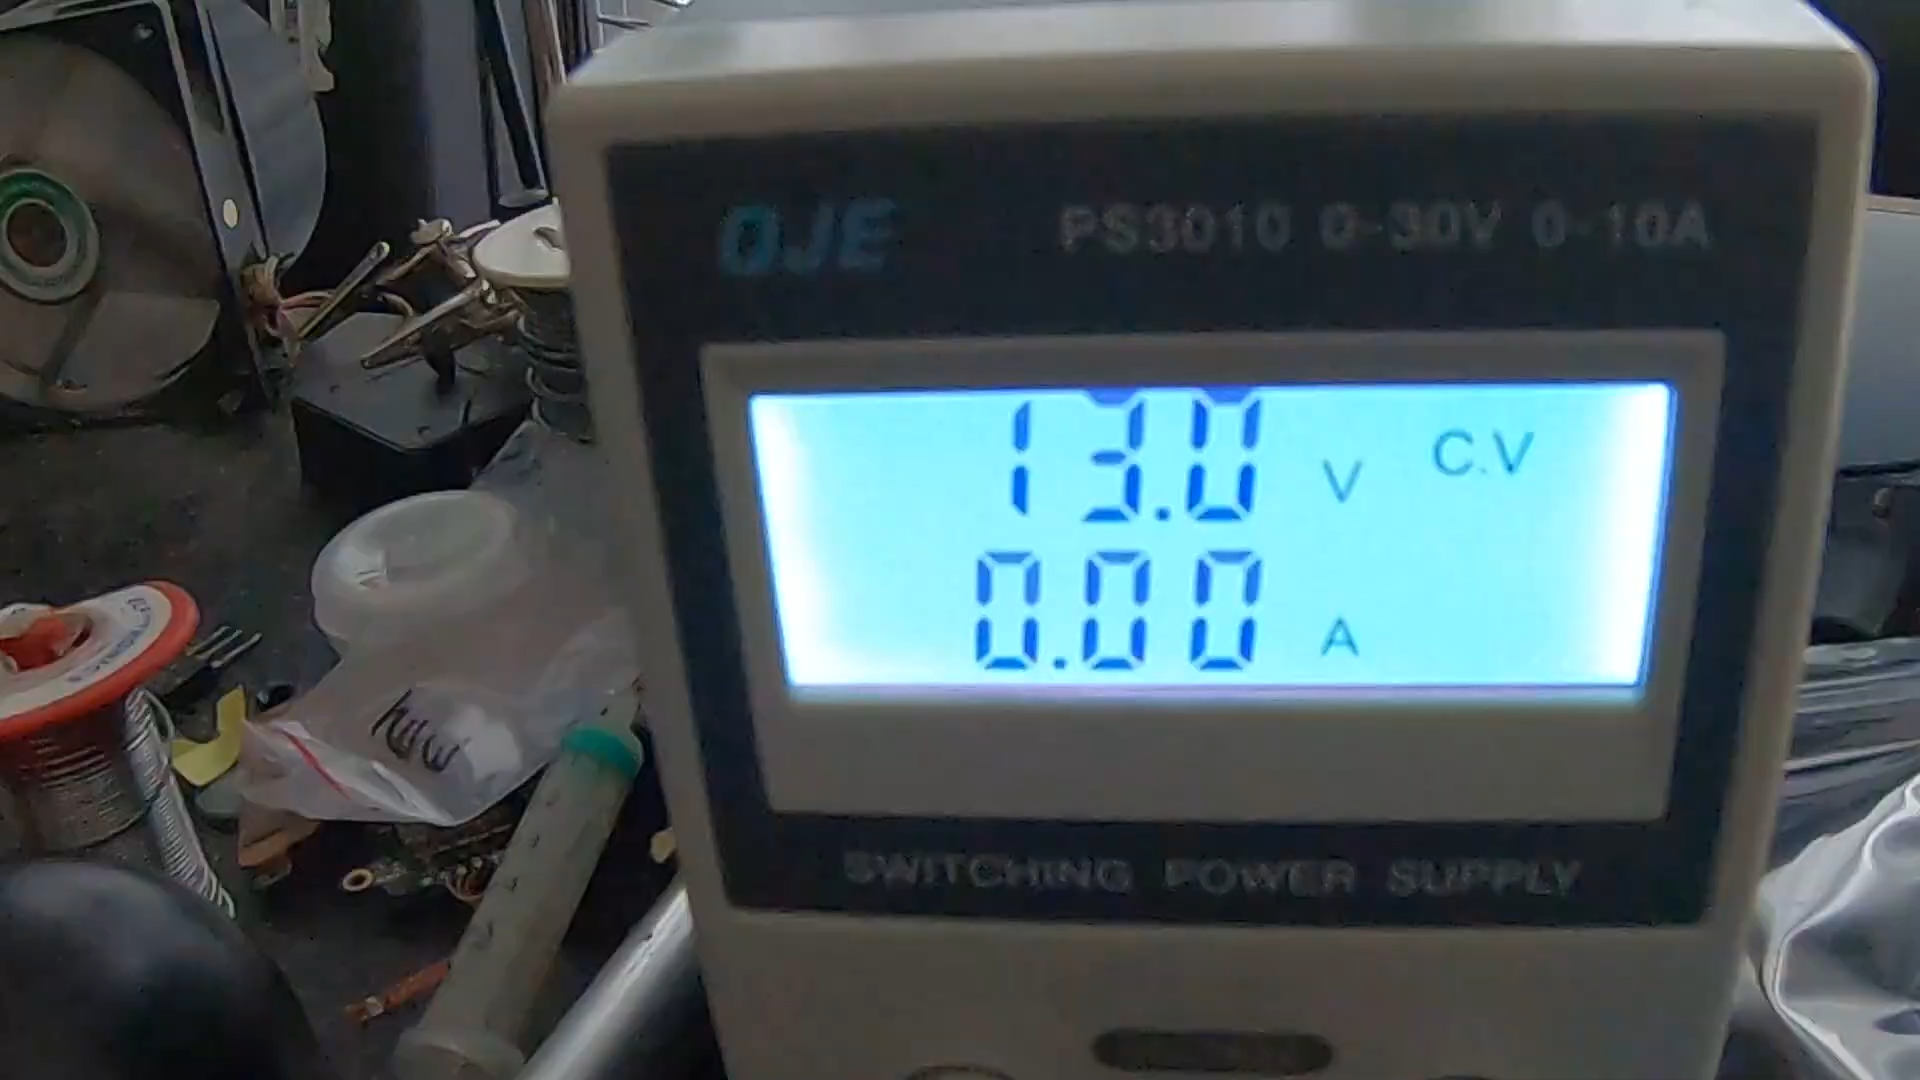 QJE PS3010 0-30V 0-10A
13.0 V C.V
0.00 A
SWITCHING POWER SUPPLY